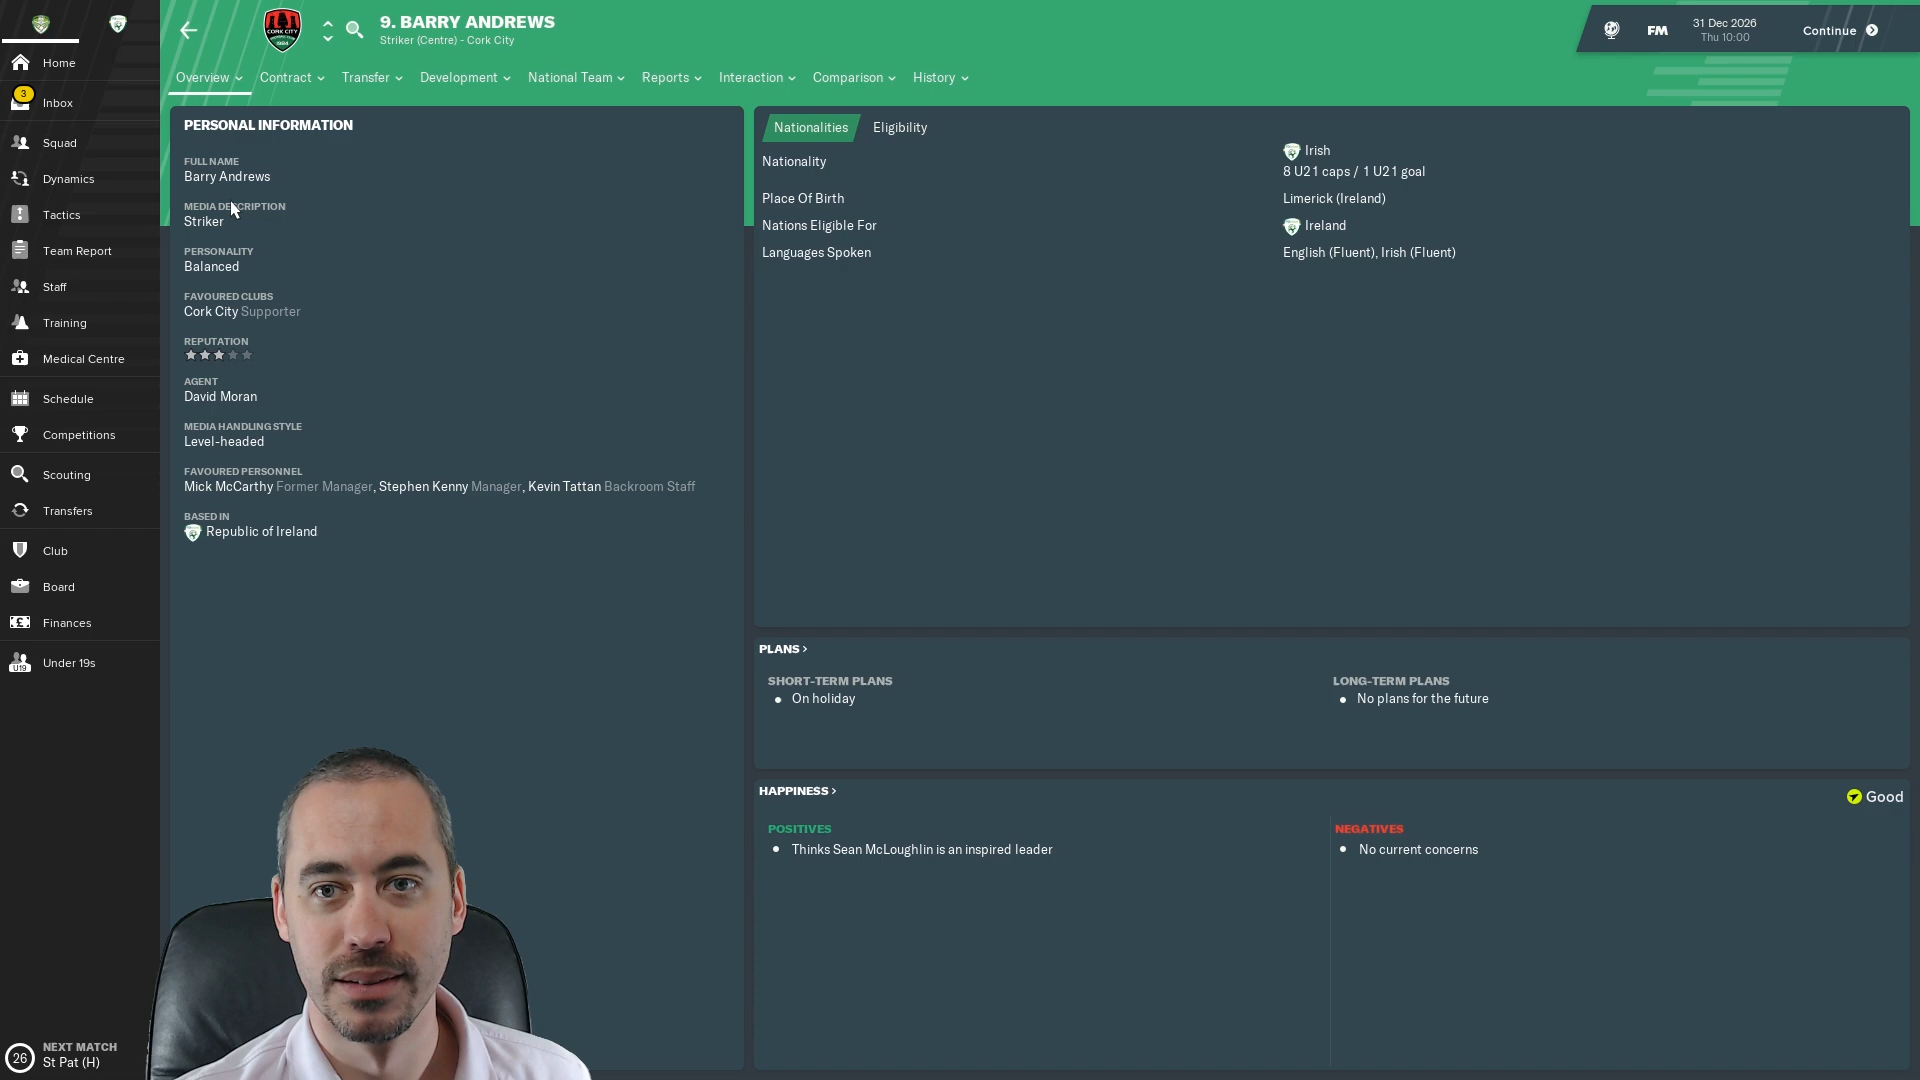 9. BARRY ANDREWS
Striker (Centre) - Cork City
FM
31 Dec 2026
Thu 10:00
Continue
Overview
Contract
Transfer
Development
National Team
Reports
Interaction
Comparison
History
Home
3
Inbox
Squad
Dynamics
Tactics
Team Report
Staff
Training
Medical Centre
Schedule
Competitions
Scouting
Transfers
Club
Board
Finances
U19
Under 19s
26
NEXT MATCH
St Pat (H)
CORK CITY
1984
PERSONAL INFORMATION
FULL NAME
Barry Andrews
MEDIA DESCRIPTION
Striker
PERSONALITY
Balanced
FAVOURED CLUBS
Cork City Supporter
REPUTATION
AGENT
David Moran
MEDIA HANDLING STYLE
Level-headed
FAVOURED PERSONNEL
Mick McCarthy Former Manager, Stephen Kenny Manager, Kevin Tattan Backroom Staff
BASED IN
Republic of Ireland
Nationalities
Eligibility
Nationality
Irish
8 U21 caps / 1 U21 goal
Place Of Birth
Limerick (Ireland)
Nations Eligible For
Ireland
Languages Spoken
English (Fluent), Irish (Fluent)
PLANS >
SHORT-TERM PLANS
• On holiday
LONG-TERM PLANS
• No plans for the future
HAPPINESS >
Good
POSITIVES
• Thinks Sean McLoughlin is an inspired leader
NEGATIVES
• No current concerns